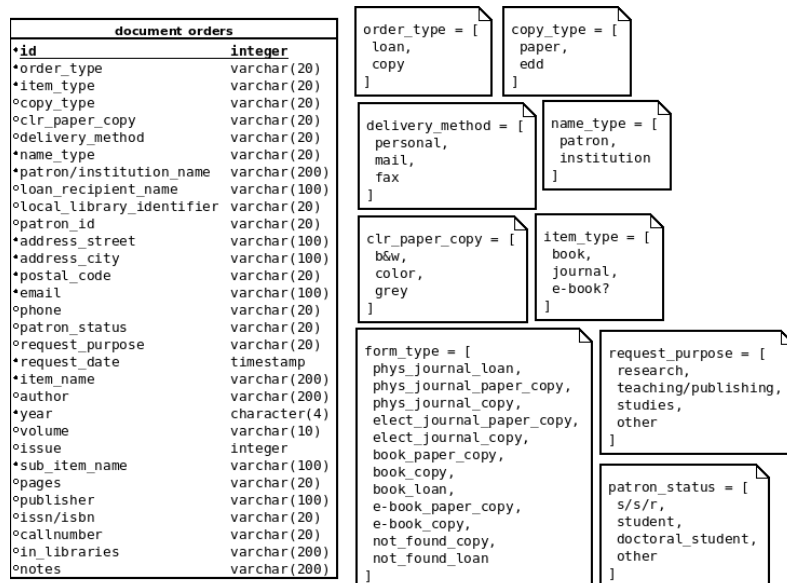 document orders
id integer
order_type varchar(20)
item_type varchar(20)
copy_type varchar(20)
clr_paper_copy varchar(20)
delivery_method varchar(20)
name_type varchar(20)
patron/institution_name varchar(200)
loan_recipient_name varchar(100)
local_library_identifier varchar(20)
patron_id varchar(20)
address_street varchar(100)
address_city varchar(100)
postal_code varchar(20)
email varchar(100)
phone varchar(20)
patron_status varchar(20)
request_purpose varchar(20)
request_date timestamp
item_name varchar(200)
author varchar(200)
year character(4)
volume varchar(10)
issue integer
sub_item_name varchar(100)
pages varchar(20)
publisher varchar(100)
issn/isbn varchar(20)
callnumber varchar(20)
in_libraries varchar(200)
notes varchar(200)
order_type = [
loan,
copy
]
copy_type = [
paper,
edd
]
delivery_method = [
personal,
mail,
fax
]
name_type = [
patron,
institution
]
clr_paper_copy = [
b&w,
color,
grey
]
item_type = [
book,
journal,
e-book?
]
form_type = [
phys_journal_loan,
phys_journal_paper_copy,
phys_journal_copy,
elect_journal_paper_copy,
elect_journal_copy,
book_paper_copy,
book_copy,
book_loan,
e-book_paper_copy,
e-book_copy,
not_found_copy,
not_found_loan
]
request_purpose = [
research,
teaching/publishing,
studies,
other
]
patron_status = [
s/s/r,
student,
doctoral_student,
other
]